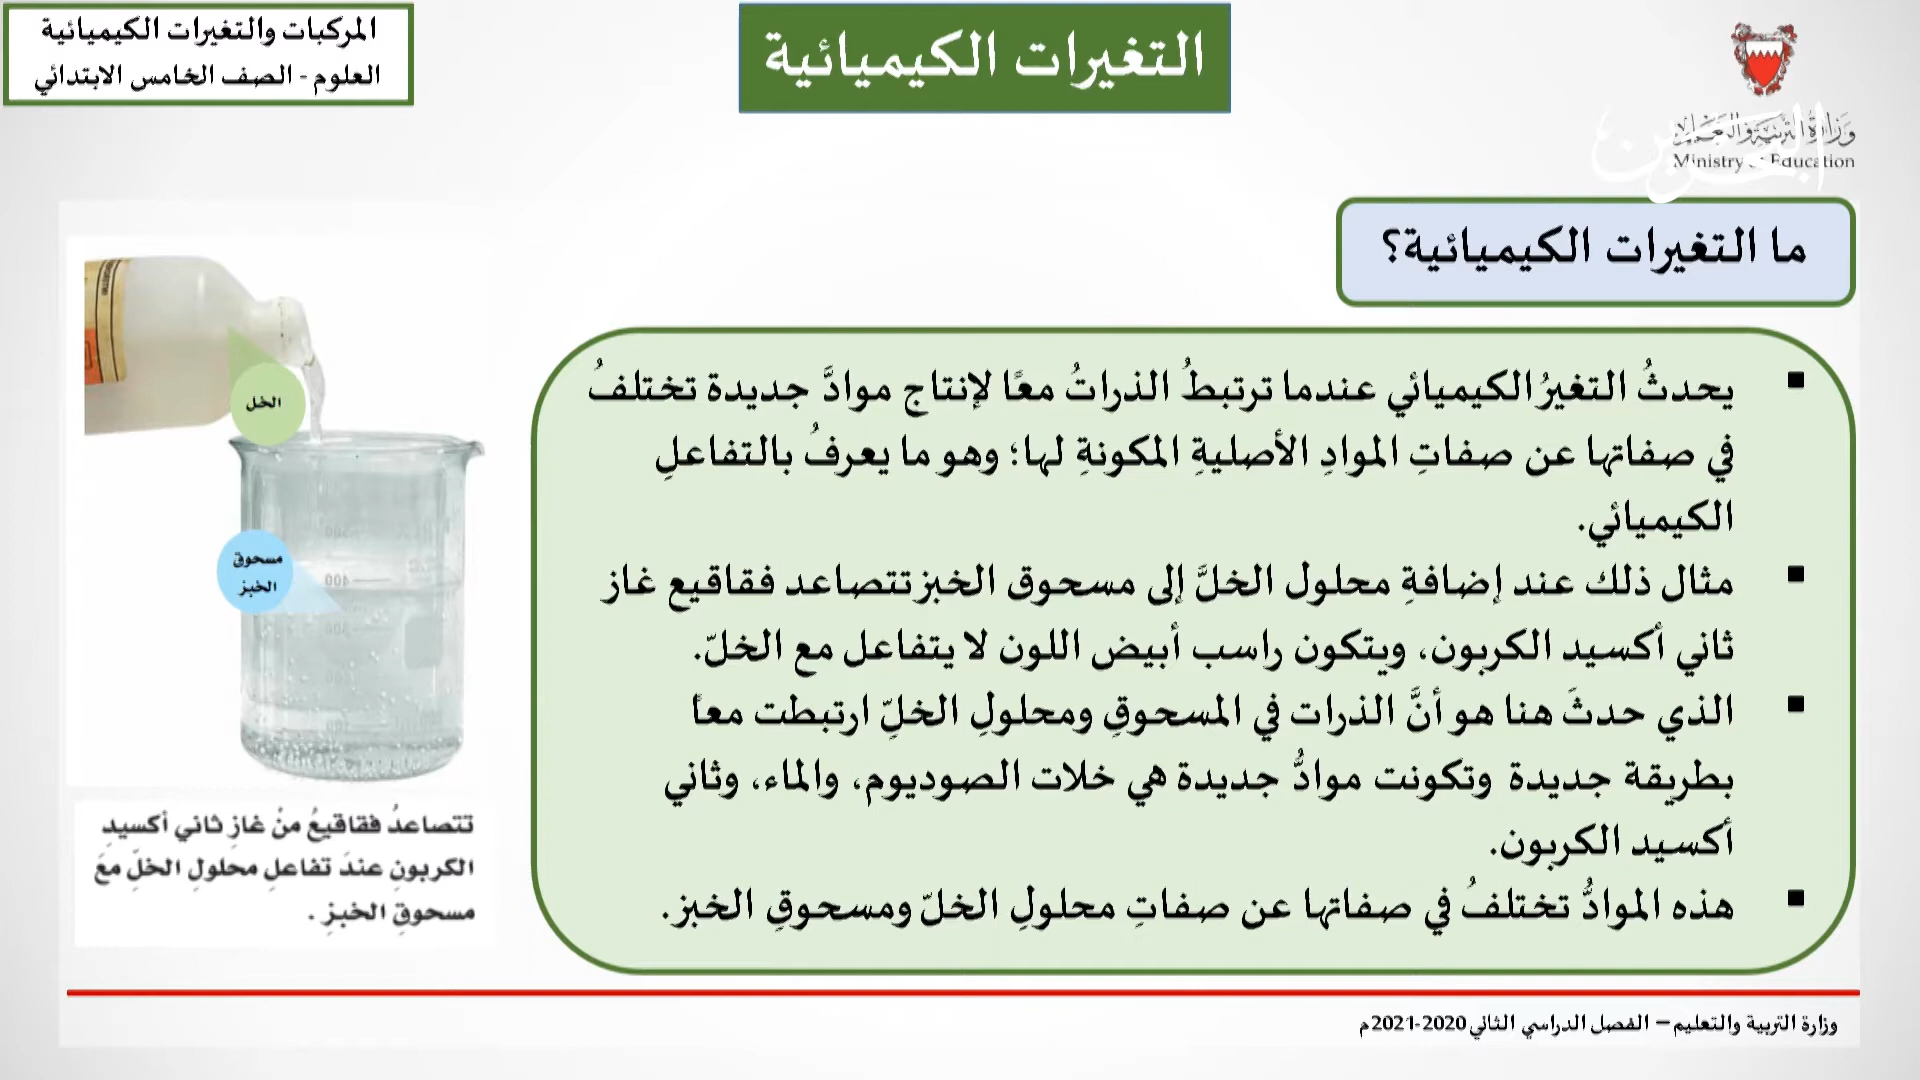 المركبات والتغيرات الكيميائية
العلوم - الصف الخامس الابتدائي
التغيرات الكيميائية
وزارة التربية والتعليم
Ministry of Education
البحرين
ما التغيرات الكيميائية؟
▪ يحدثُ التغيرُ الكيميائي عندما ترتبطُ الذراتُ معًا لإنتاج موادَّ جديدة تختلفُ
في صفاتها عن صفاتِ الموادِ الأصليةِ المكونةِ لها؛ وهو ما يعرفُ بالتفاعلِ
الكيميائي.
▪ مثال ذلك عند إضافةِ محلول الخلَّ إلى مسحوق الخبز تتصاعد فقاقيع غاز
ثاني أكسيد الكربون، ويتكون راسب أبيض اللون لا يتفاعل مع الخلّ.
▪ الذي حدثَ هنا هو أنَّ الذرات في المسحوقِ ومحلولِ الخلِّ ارتبطت معاً
بطريقة جديدة وتكونت موادُّ جديدة هي خلات الصوديوم، والماء، وثاني
أكسيد الكربون.
▪ هذه الموادُّ تختلفُ في صفاتها عن صفاتِ محلولِ الخلّ ومسحوقِ الخبز.
الخل
مسحوق
الخبز
400
300
تتصاعدُ فقاقيعُ منْ غازِ ثاني أكسيدِ
الكربونِ عندَ تفاعلِ محلولِ الخلِّ معَ
مسحوقِ الخبزِ .
وزارة التربية والتعليم – الفصل الدراسي الثاني 2020-2021م